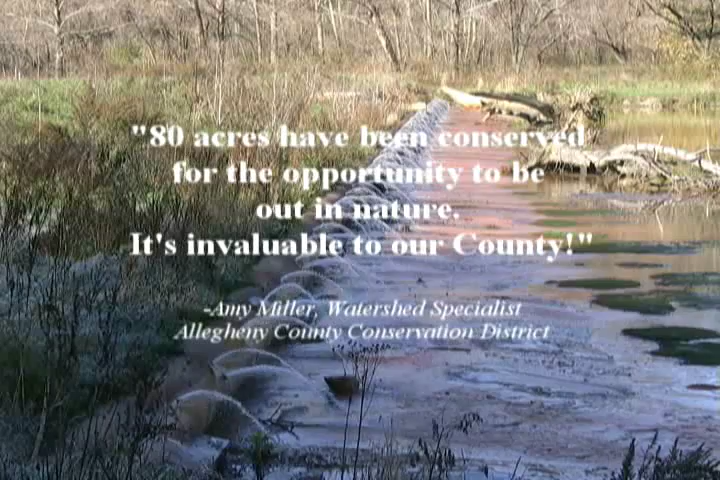 "80 acres have been conserved
for the opportunity to be
out in nature.
It's invaluable to our County!"
-Amy Miller, Watershed Specialist
Allegheny County Conservation District